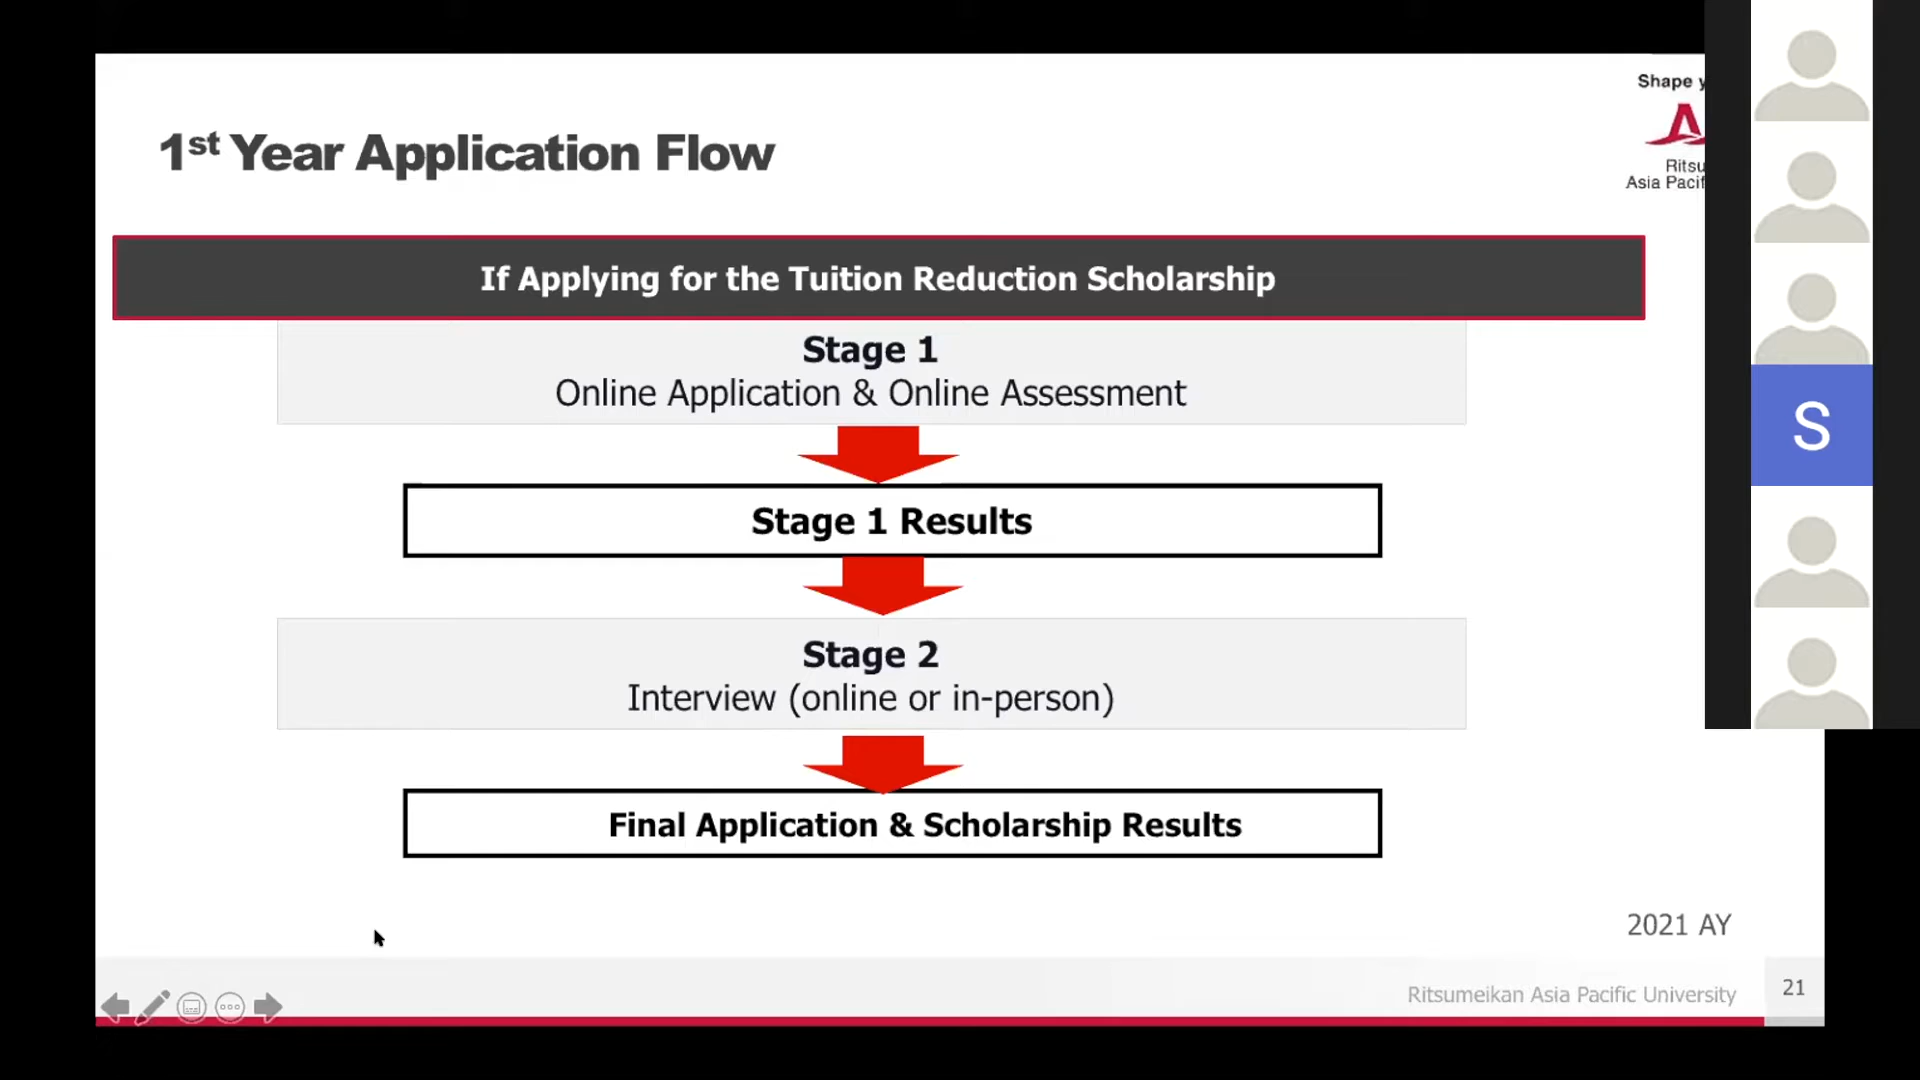 Shape y
1st Year Application Flow
Ritsu
Asia Pacif
If Applying for the Tuition Reduction Scholarship
Stage 1
Online Application & Online Assessment
Stage 1 Results
Stage 2
Interview (online or in-person)
Final Application & Scholarship Results
2021 AY
Ritsumeikan Asia Pacific University
21
S